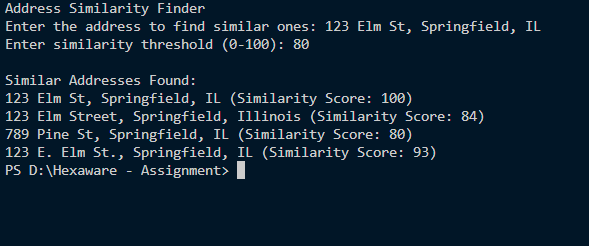 Address Similarity Finder
Enter the address to find similar ones: 123 Elm St, Springfield, IL
Enter similarity threshold (0-100): 80
Similar Addresses Found:
123 Elm St, Springfield, IL (Similarity Score: 100)
123 Elm Street, Springfield, Illinois (Similarity Score: 84)
789 Pine St, Springfield, IL (Similarity Score: 80)
123 E. Elm St., Springfield, IL (Similarity Score: 93)
PS D:\Hexaware - Assignment>